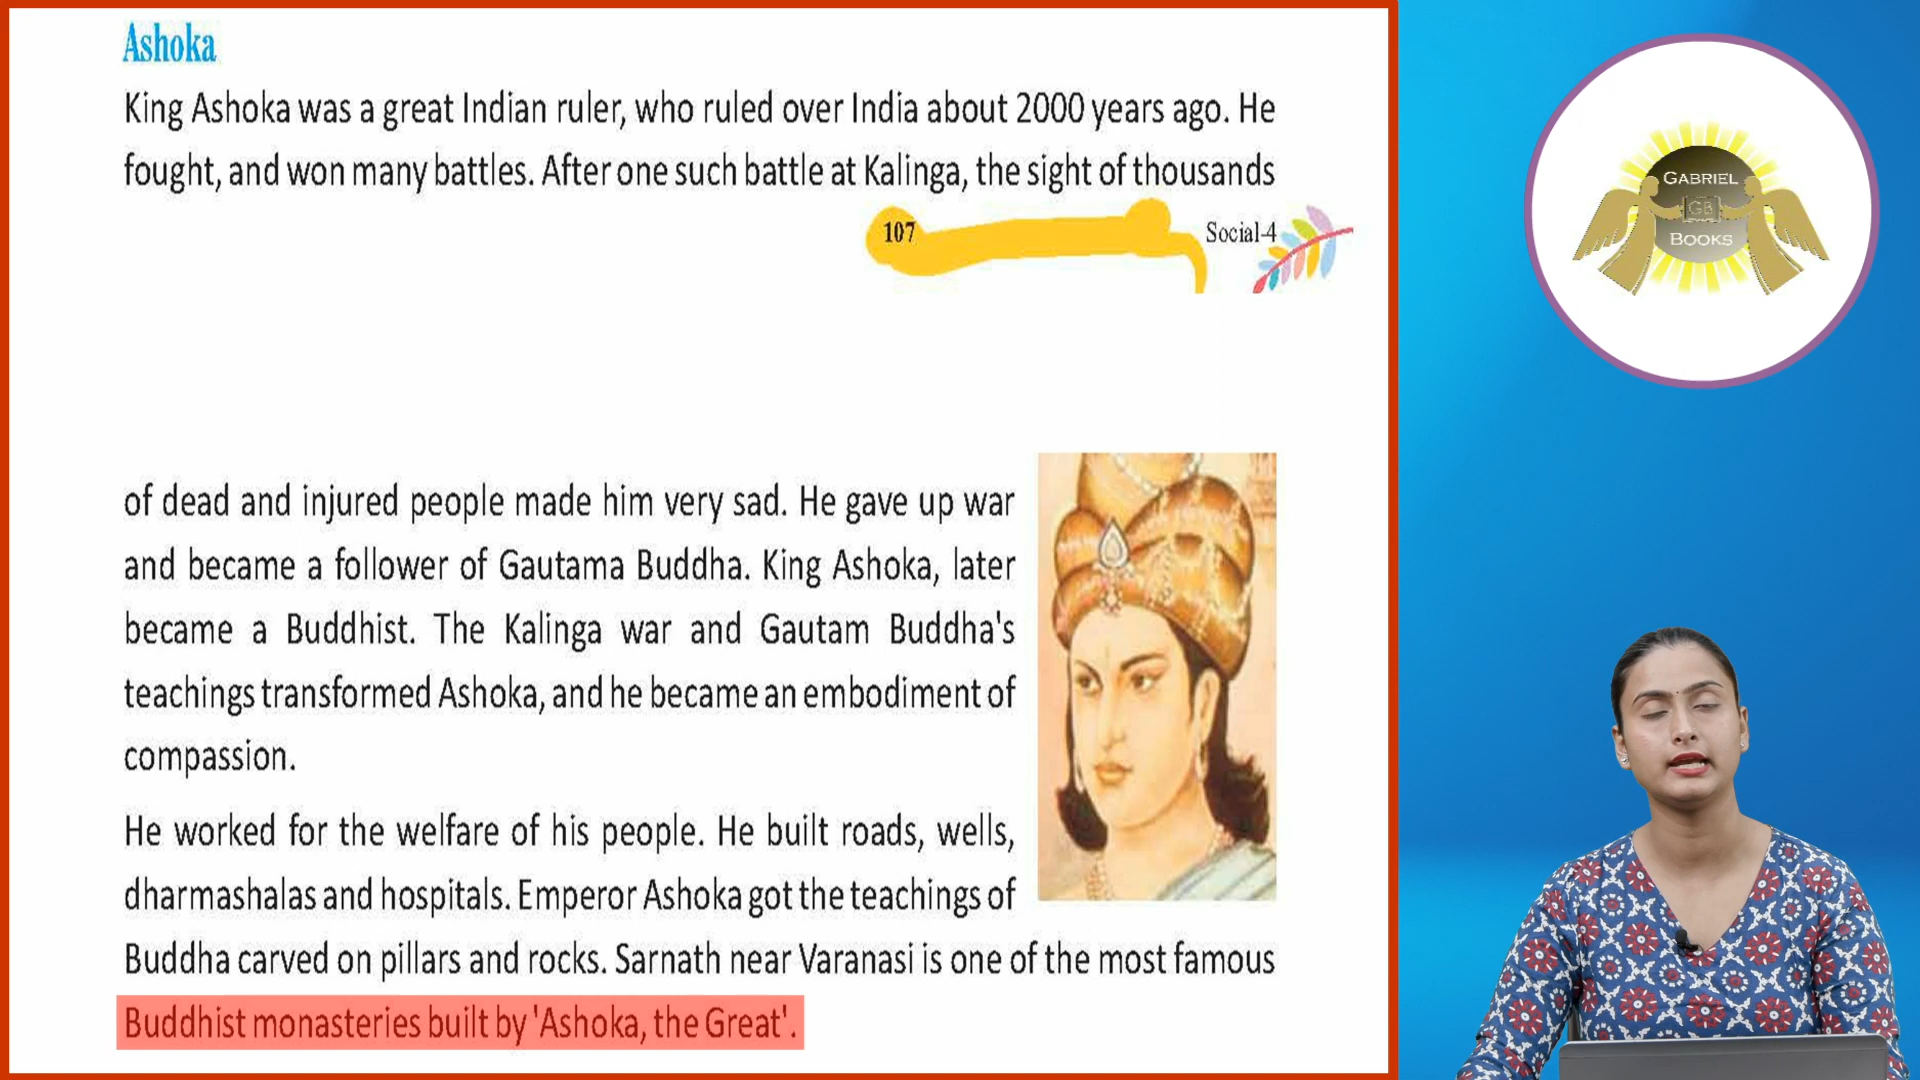 Ashoka
King Ashoka was a great Indian ruler, who ruled over India about 2000 years ago. He
fought, and won many battles. After one such battle at Kalinga, the sight of thousands
107
Social-4
of dead and injured people made him very sad. He gave up war
and became a follower of Gautama Buddha. King Ashoka, later
became a Buddhist. The Kalinga war and Gautam Buddha's
teachings transformed Ashoka, and he became an embodiment of
compassion.
He worked for the welfare of his people. He built roads, wells,
dharmashalas and hospitals. Emperor Ashoka got the teachings of
Buddha carved on pillars and rocks. Sarnath near Varanasi is one of the most famous
Buddhist monasteries built by 'Ashoka, the Great'.
GABRIEL
GB
BOOKS